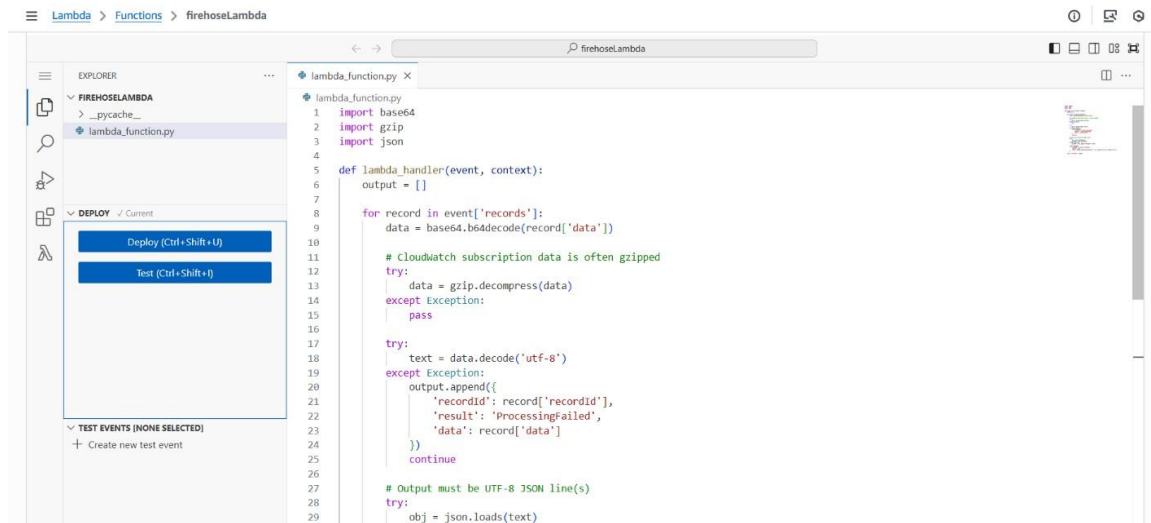 Lambda > Functions > firehoseLambda
firehoseLambda
EXPLORER
lambda_function.py
FIREHOSELAMBDA
__pycache__
lambda_function.py
DEPLOY ✓ Current
Deploy (Ctrl+Shift+U)
Test (Ctrl+Shift+I)
TEST EVENTS [NONE SELECTED]
+ Create new test event
lambda_function.py
1 import base64
2 import gzip
3 import json
4
5 def lambda_handler(event, context):
6     output = []
7
8     for record in event['records']:
9         data = base64.b64decode(record['data'])
10
11         # CloudWatch subscription data is often gzipped
12         try:
13             data = gzip.decompress(data)
14         except Exception:
15             pass
16
17         try:
18             text = data.decode('utf-8')
19         except Exception:
20             output.append({
21                 'recordId': record['recordId'],
22                 'result': 'ProcessingFailed',
23                 'data': record['data']
24             })
25             continue
26
27         # Output must be UTF-8 JSON line(s)
28         try:
29             obj = json.loads(text)